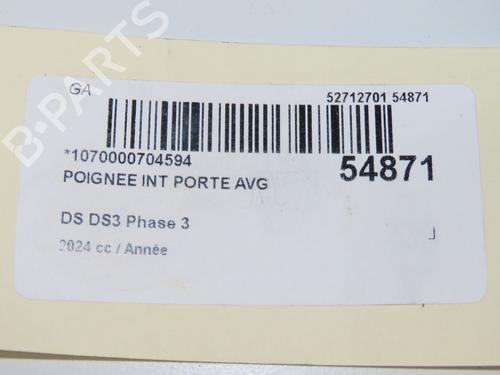 GA
52712701 54871
*1070000704594
54871
POIGNEE INT PORTE AVG
DS DS3 Phase 3
2024 cc / Année
B-PARTS